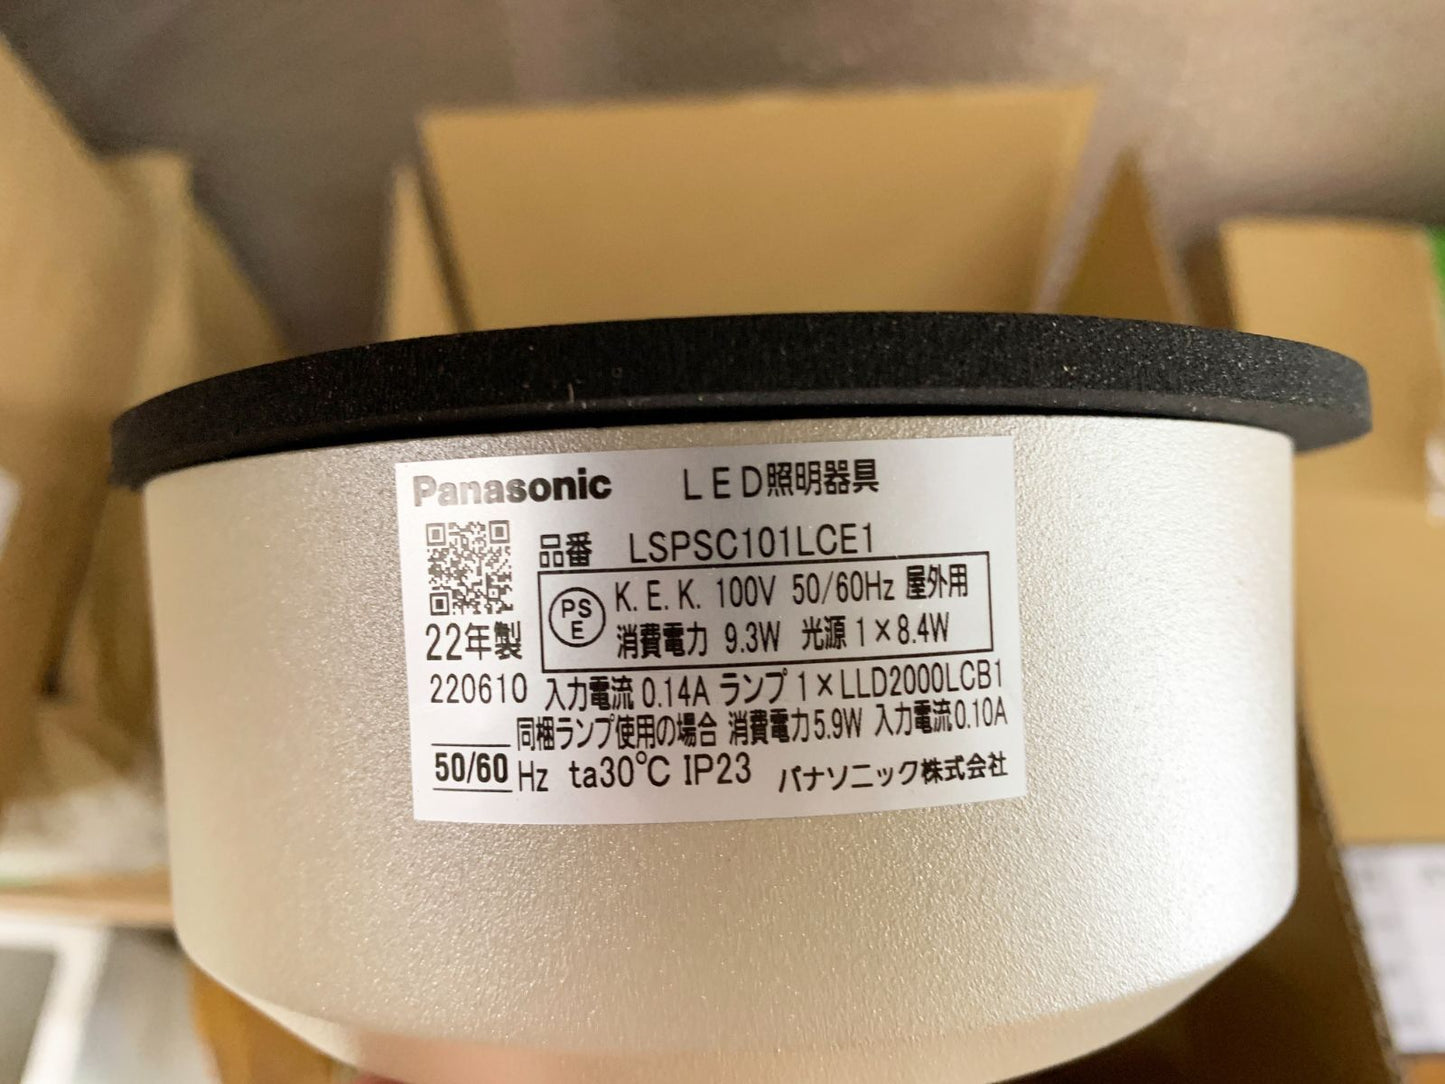 Panasonic LED照明器具
品番 LSPSC101LCE1
PSE K.E.K. 100V 50/60Hz 屋外用
消費電力 9.3W 光源 1×8.4W
22年製
220610 入力電流 0.14A ランプ 1×LLD2000LCB1
同梱ランプ使用の場合 消費電力5.9W 入力電流0.10A
50/60 Hz ta30℃ IP23 パナソニック株式会社